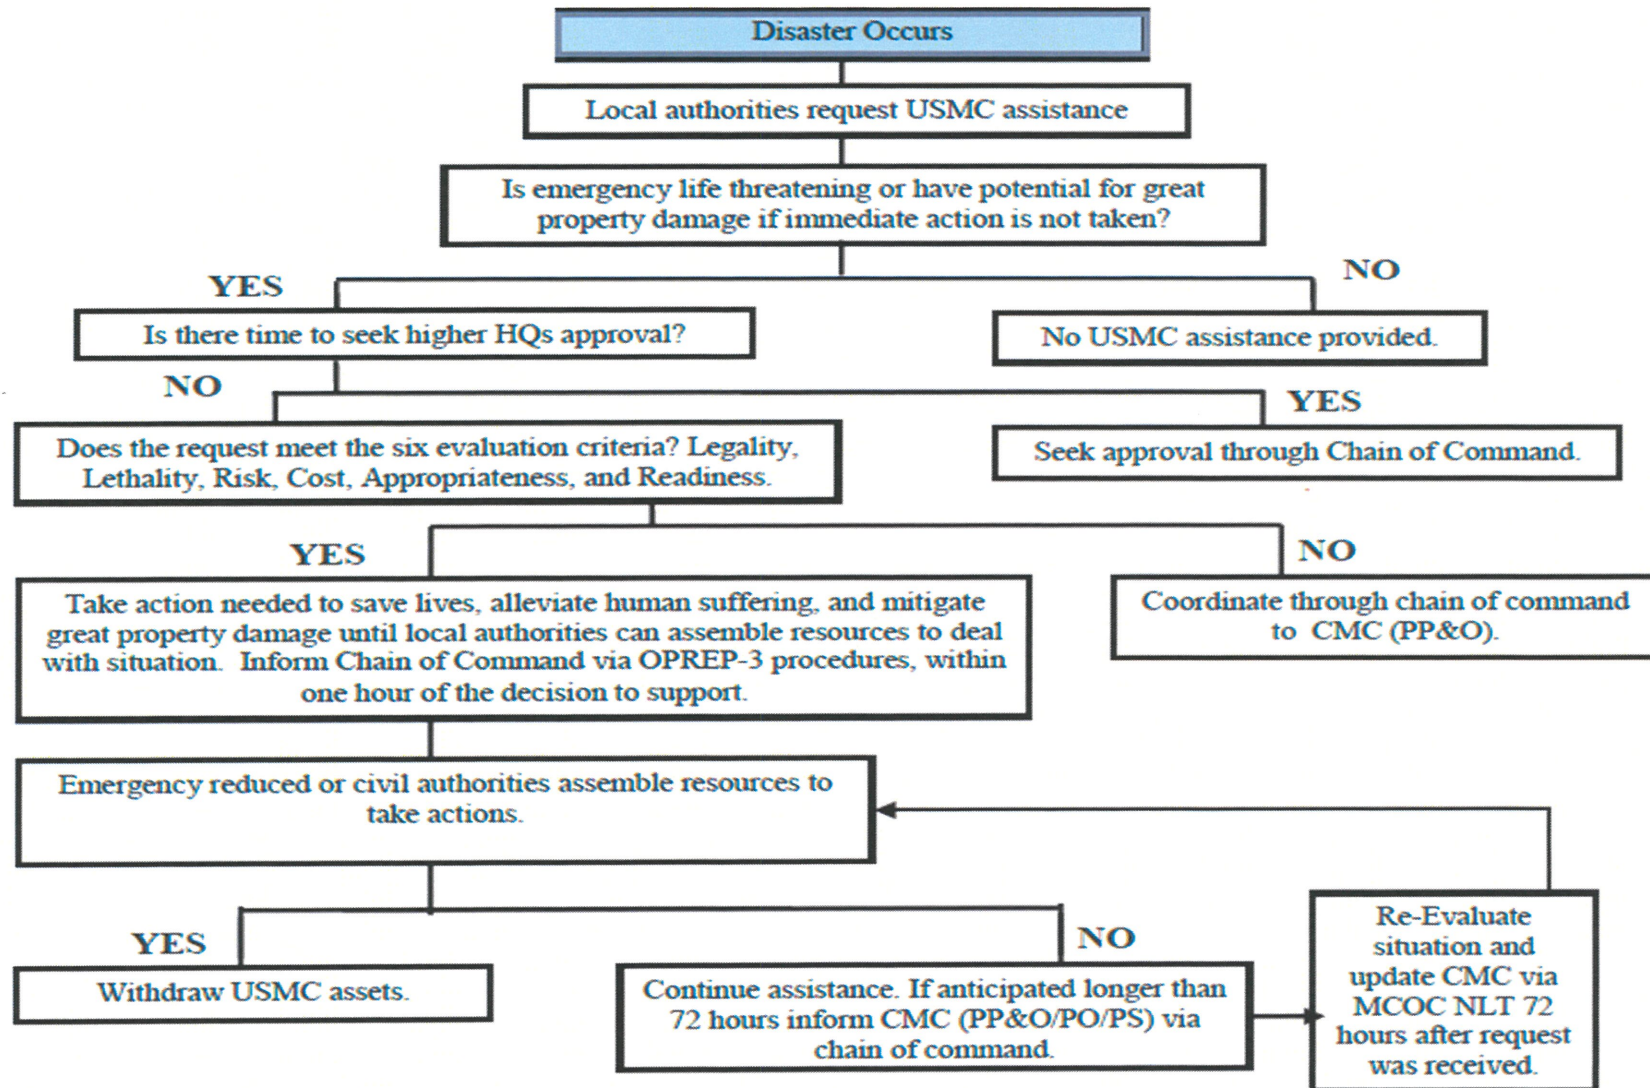 Disaster Occurs
Local authorities request USMC assistance
Is emergency life threatening or have potential for great
property damage if immediate action is not taken?
YES
NO
Is there time to seek higher HQs approval?
No USMC assistance provided.
NO
YES
Does the request meet the six evaluation criteria? Legality,
Lethality, Risk, Cost, Appropriateness, and Readiness.
Seek approval through Chain of Command.
YES
NO
Take action needed to save lives, alleviate human suffering, and mitigate
great property damage until local authorities can assemble resources to deal
with situation. Inform Chain of Command via OPREP-3 procedures, within
one hour of the decision to support.
Coordinate through chain of command
to CMC (PP&O).
Emergency reduced or civil authorities assemble resources to
take actions.
YES
NO
Withdraw USMC assets.
Continue assistance. If anticipated longer than
72 hours inform CMC (PP&O/PO/PS) via
chain of command.
Re-Evaluate
situation and
update CMC via
MCOC NLT 72
hours after request
was received.